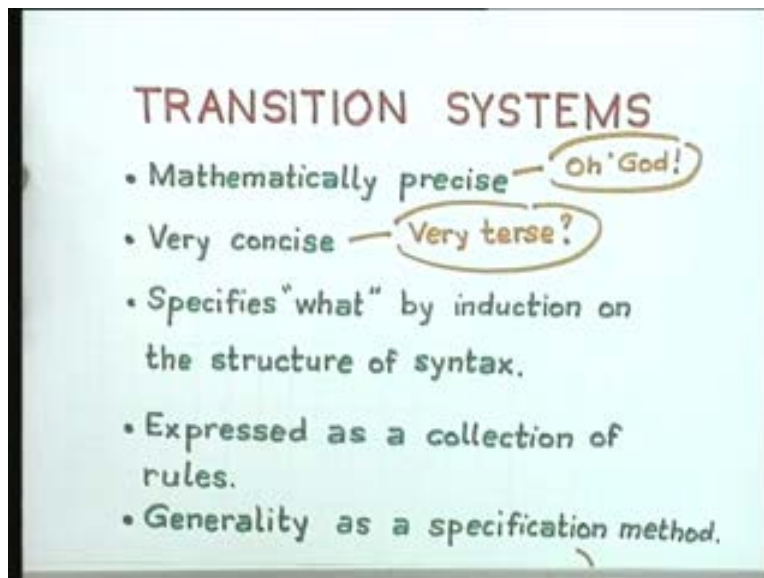 TRANSITION SYSTEMS
• Mathematically precise — Oh God!
• Very concise — Very terse?
• Specifies "what" by induction on
the structure of syntax.
• Expressed as a collection of
rules.
• Generality as a specification method.